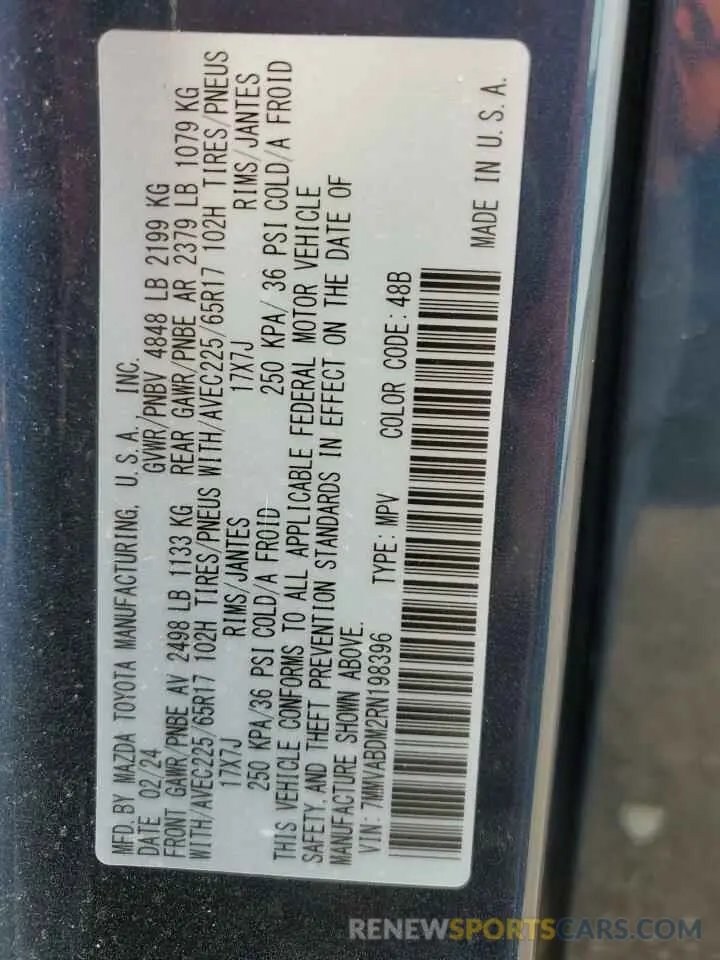 MFD. BY MAZDA TOYOTA MANUFACTURING, U.S.A., INC.
DATE 02/24 GVWR/PNBV 4848 LB 2199 KG
FRONT GAWR/PNBE AV 2498 LB 1133 KG REAR GAWR/PNBE AR 2379 LB 1079 KG
WITH/AVEC225/65R17 102H TIRES/PNEUS WITH/AVEC225/65R17 102H TIRES/PNEUS
17X7J RIMS/JANTES 17X7J RIMS/JANTES
250 KPA/36 PSI COLD/A FROID 250 KPA/ 36 PSI COLD/A FROID
THIS VEHICLE CONFORMS TO ALL APPLICABLE FEDERAL MOTOR VEHICLE
SAFETY, AND THEFT PREVENTION STANDARDS IN EFFECT ON THE DATE OF
MANUFACTURE SHOWN ABOVE.
VIN: 7MMVABDM2RN198396 TYPE: MPV COLOR CODE: 48B
MADE IN U.S.A.
RENEWSPORTSCARS.COM